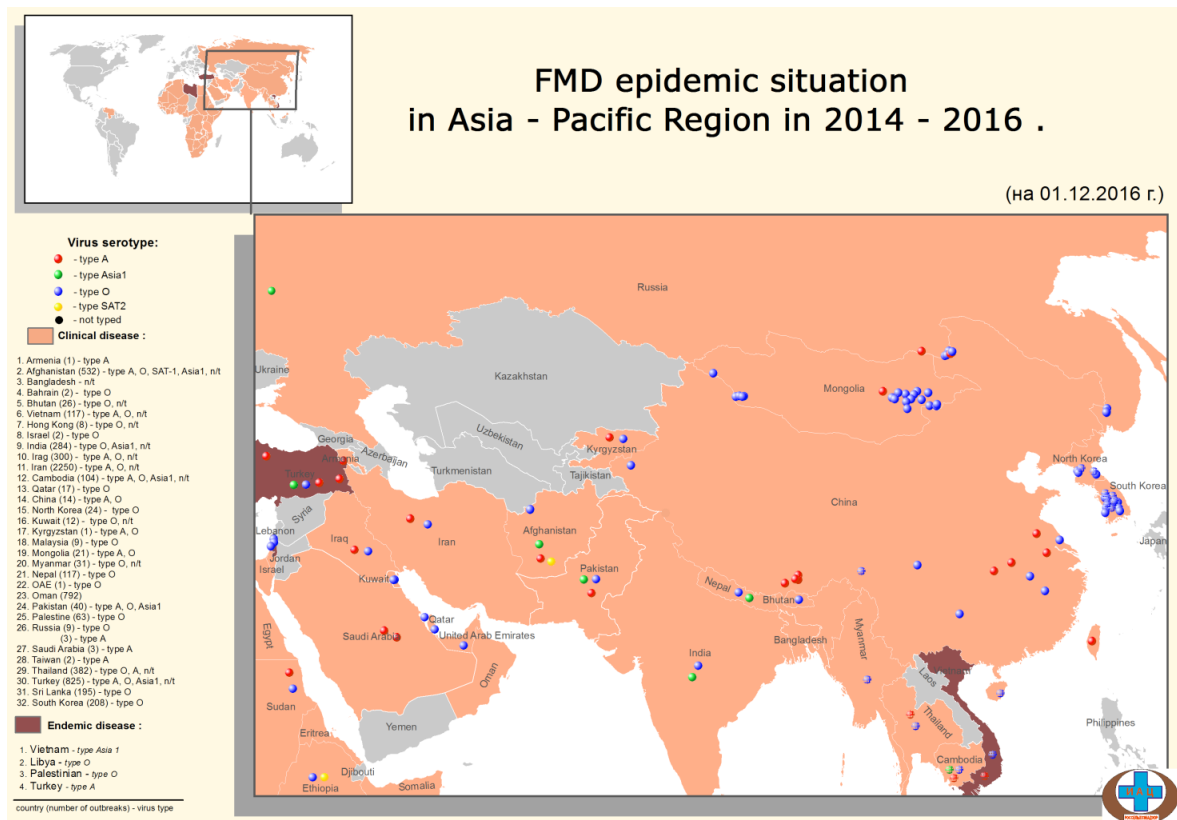 FMD epidemic situation
in Asia - Pacific Region in 2014 - 2016 .
(на 01.12.2016 г.)
Virus serotype:
- type A
- type Asia1
- type O
- type SAT2
- not typed
Clinical disease :
1. Armenia (1) - type A
2. Afghanistan (532) - type A, O, SAT-1, Asia1, n/t
3. Bangladesh - n/t
4. Bahrain (2) - type O
5. Bhutan (26) - type O, n/t
6. Vietnam (117) - type A, O, n/t
7. Hong Kong (8) - type O, n/t
8. Israel (2) - type O
9. India (284) - type O, Asia1, n/t
10. Irag (300) - type A, O, n/t
11. Iran (2250) - type A, O, n/t
12. Cambodia (104) - type A, O, Asia1, n/t
13. Qatar (17) - type O
14. China (14) - type A, O
15. North Korea (24) - type O
16. Kuwait (12) - type O, n/t
17. Kyrgyzstan (1) - type A, O
18. Malaysia (9) - type O
19. Mongolia (21) - type A, O
20. Myanmar (31) - type O, n/t
21. Nepal (117) - type O
22. OAE (1) - type O
23. Oman (792)
24. Pakistan (40) - type A, O, Asia1
25. Palestine (63) - type O
26. Russia (9) - type O
(3) - type A
27. Saudi Arabia (3) - type A
28. Taiwan (2) - type A
29. Thailand (382) - type O, A, n/t
30. Turkey (825) - type A, O, Asia1, n/t
31. Sri Lanka (195) - type O
32. South Korea (208) - type O
Endemic disease :
1. Vietnam - type Asia 1
2. Libya - type O
3. Palestinian - type O
4. Turkey - type A
country (number of outbreaks) - virus type
Russia
Ukraine
Kazakhstan
Mongolia
Georgia
Uzbekistan
Kyrgyzstan
Azerbaijan
Armenia
North Korea
Turkey
Turkmenistan
Tajikistan
South Korea
China
Syria
Lebanon
Iraq
Iran
Afghanistan
Japan
Jordan
Israel
Kuwait
Pakistan
Nepal
Bhutan
Qatar
Egypt
Saudi Arabia
United Arab Emirates
Bangladesh
Myanmar
India
Oman
Laos
Sudan
Yemen
Thailand
Philippines
Eritrea
Cambodia
Djibouti
Ethiopia
Somalia